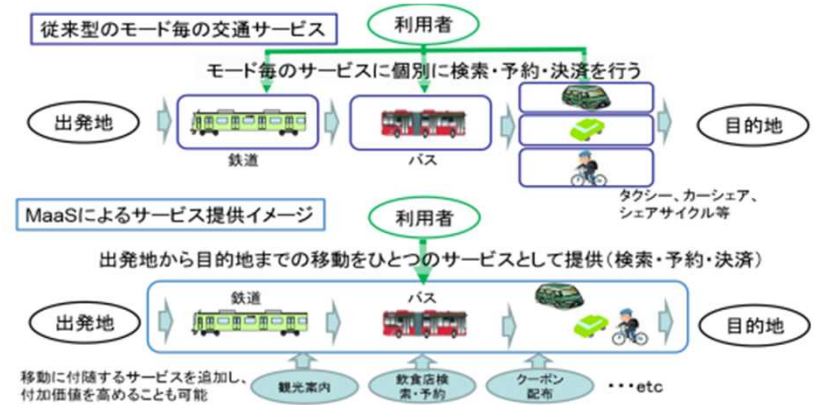 利用者
従来型のモード毎の交通サービス
モード毎のサービスに個別に検索・予約・決済を行う
出発地
目的地
鉄道
バス
タクシー、カーシェア、
シェアサイクル等
MaaSによるサービス提供イメージ
利用者
出発地から目的地までの移動をひとつのサービスとして提供(検索・予約・決済)
鉄道
バス
出発地
目的地
移動に付随するサービスを追加し、
付加価値を高めることも可能
観光案内
飲食店検
索・予約
クーポン
配布
・・・etc